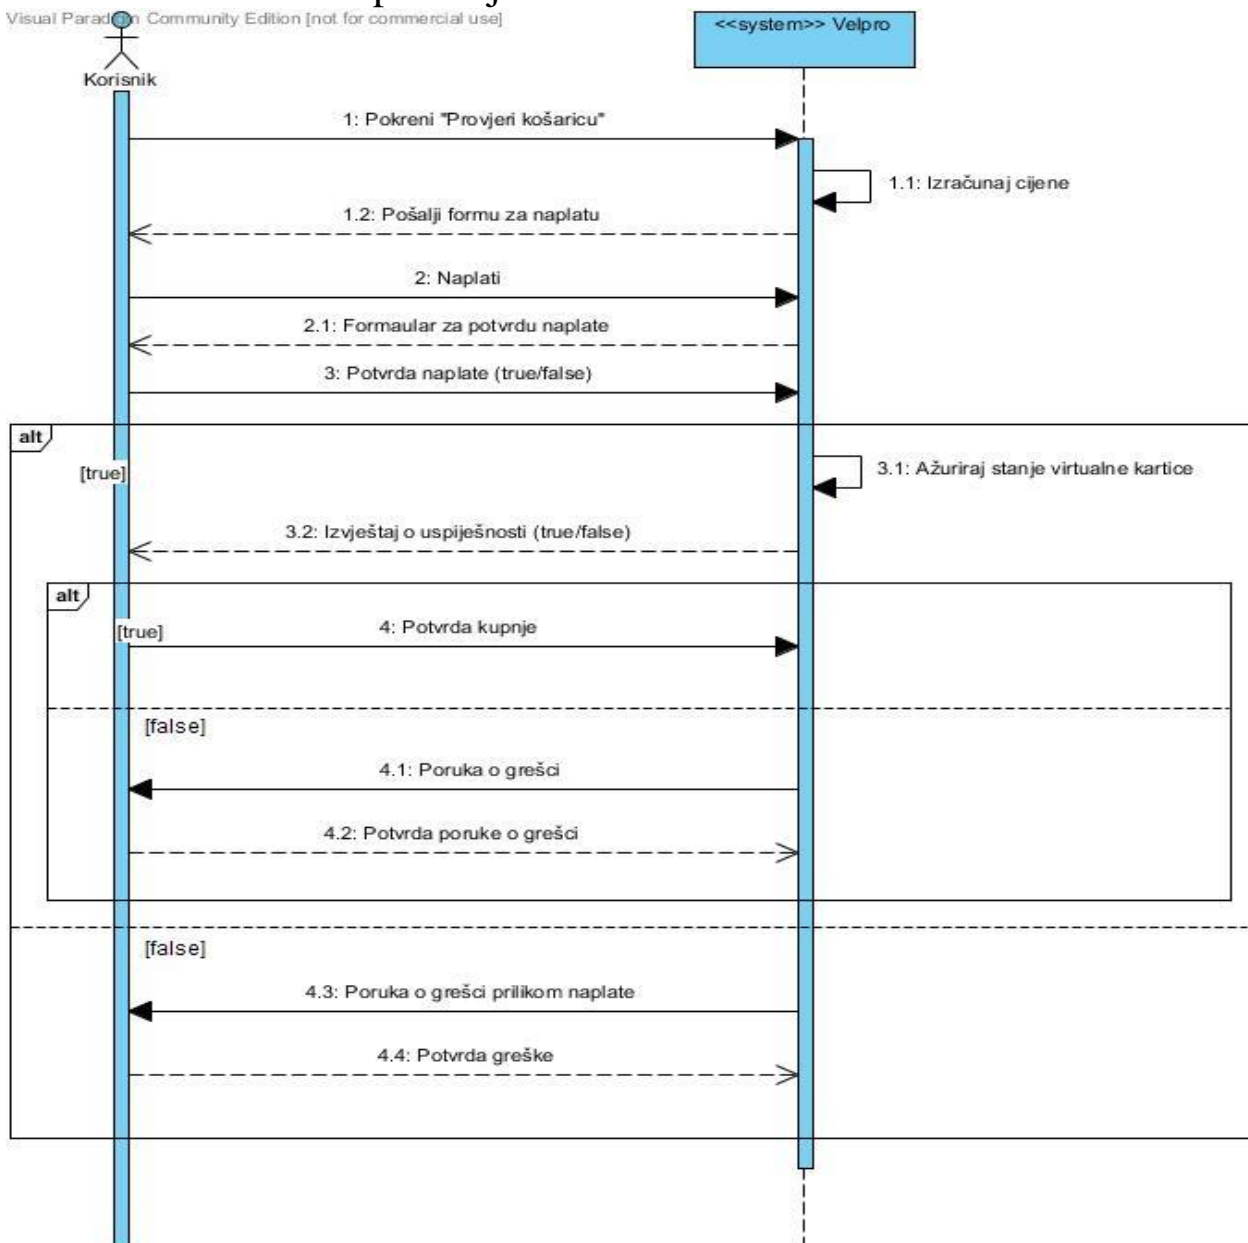 Visual Paradigm Community Edition [not for commercial use]
<<system>> Velpro
Korisnik
1: Pokreni "Provjeri košaricu"
1.1: Izračunaj cijene
1.2: Pošalji formu za naplatu
2: Naplati
2.1: Formaular za potvrdu naplate
3: Potvrda naplate (true/false)
alt
[true]
3.1: Ažuriraj stanje virtualne kartice
3.2: Izvještaj o uspiješnosti (true/false)
alt
[true]
4: Potvrda kupnje
[false]
4.1: Poruka o grešci
4.2: Potvrda poruke o grešci
[false]
4.3: Poruka o grešci prilikom naplate
4.4: Potvrda greške